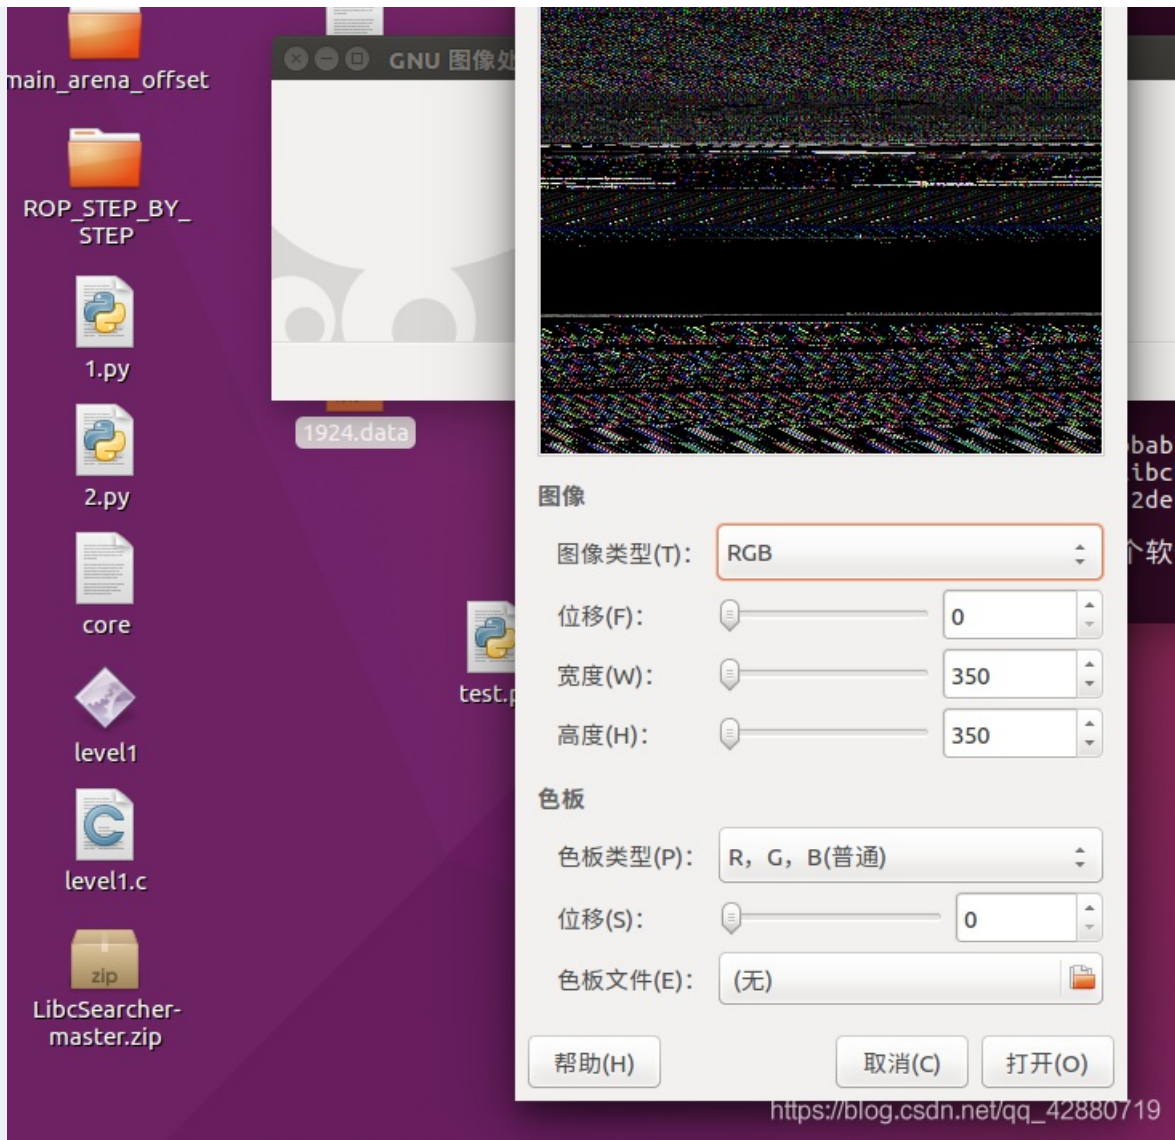 main_arena_offset
ROP_STEP_BY_
STEP
1.py
2.py
core
level1
level1.c
zip
LibcSearcher-
master.zip
GNU 图像处
1924.data
test.p
图像
图像类型(T): RGB
位移(F): 0
宽度(W): 350
高度(H): 350
色板
色板类型(P): R，G，B(普通)
位移(S): 0
色板文件(E): (无)
帮助(H) 取消(C) 打开(O)
bab
ibc
2de
个软
https://blog.csdn.net/qq_42880719